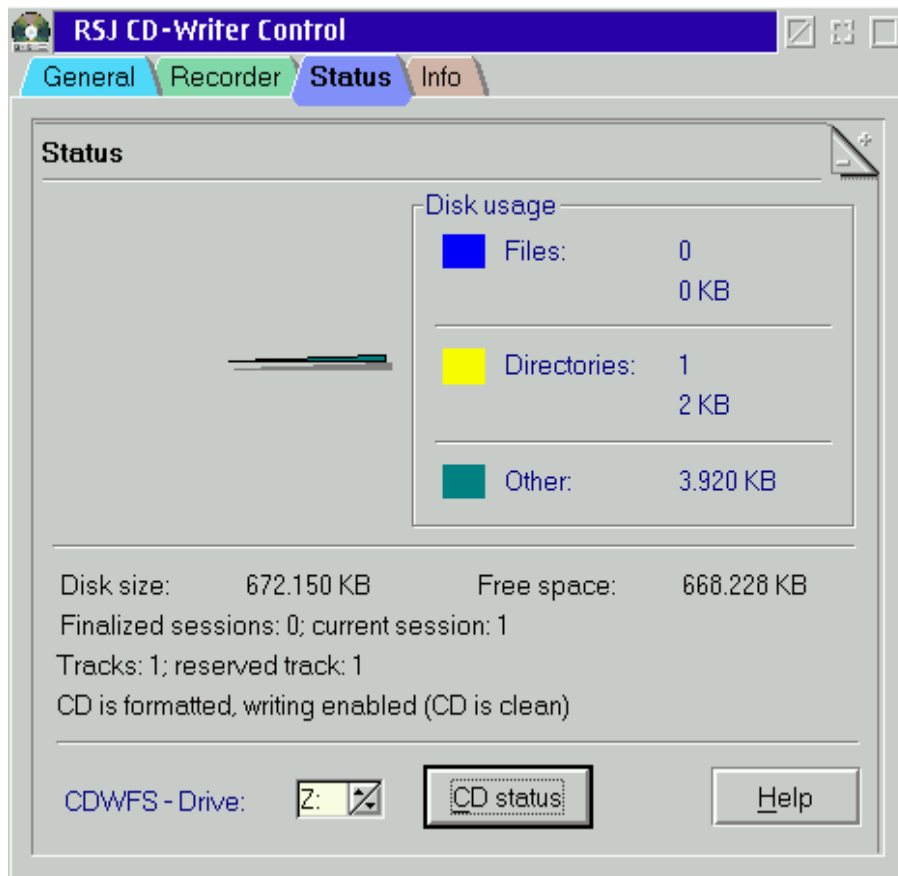 RSJ CD-Writer Control
General Recorder Status Info
Status
Disk usage
Files: 0
0 KB
Directories: 1
2 KB
Other: 3.920 KB
Disk size: 672.150 KB Free space: 668.228 KB
Finalized sessions: 0; current session: 1
Tracks: 1; reserved track: 1
CD is formatted, writing enabled (CD is clean)
CDWFS - Drive: Z: CD status Help